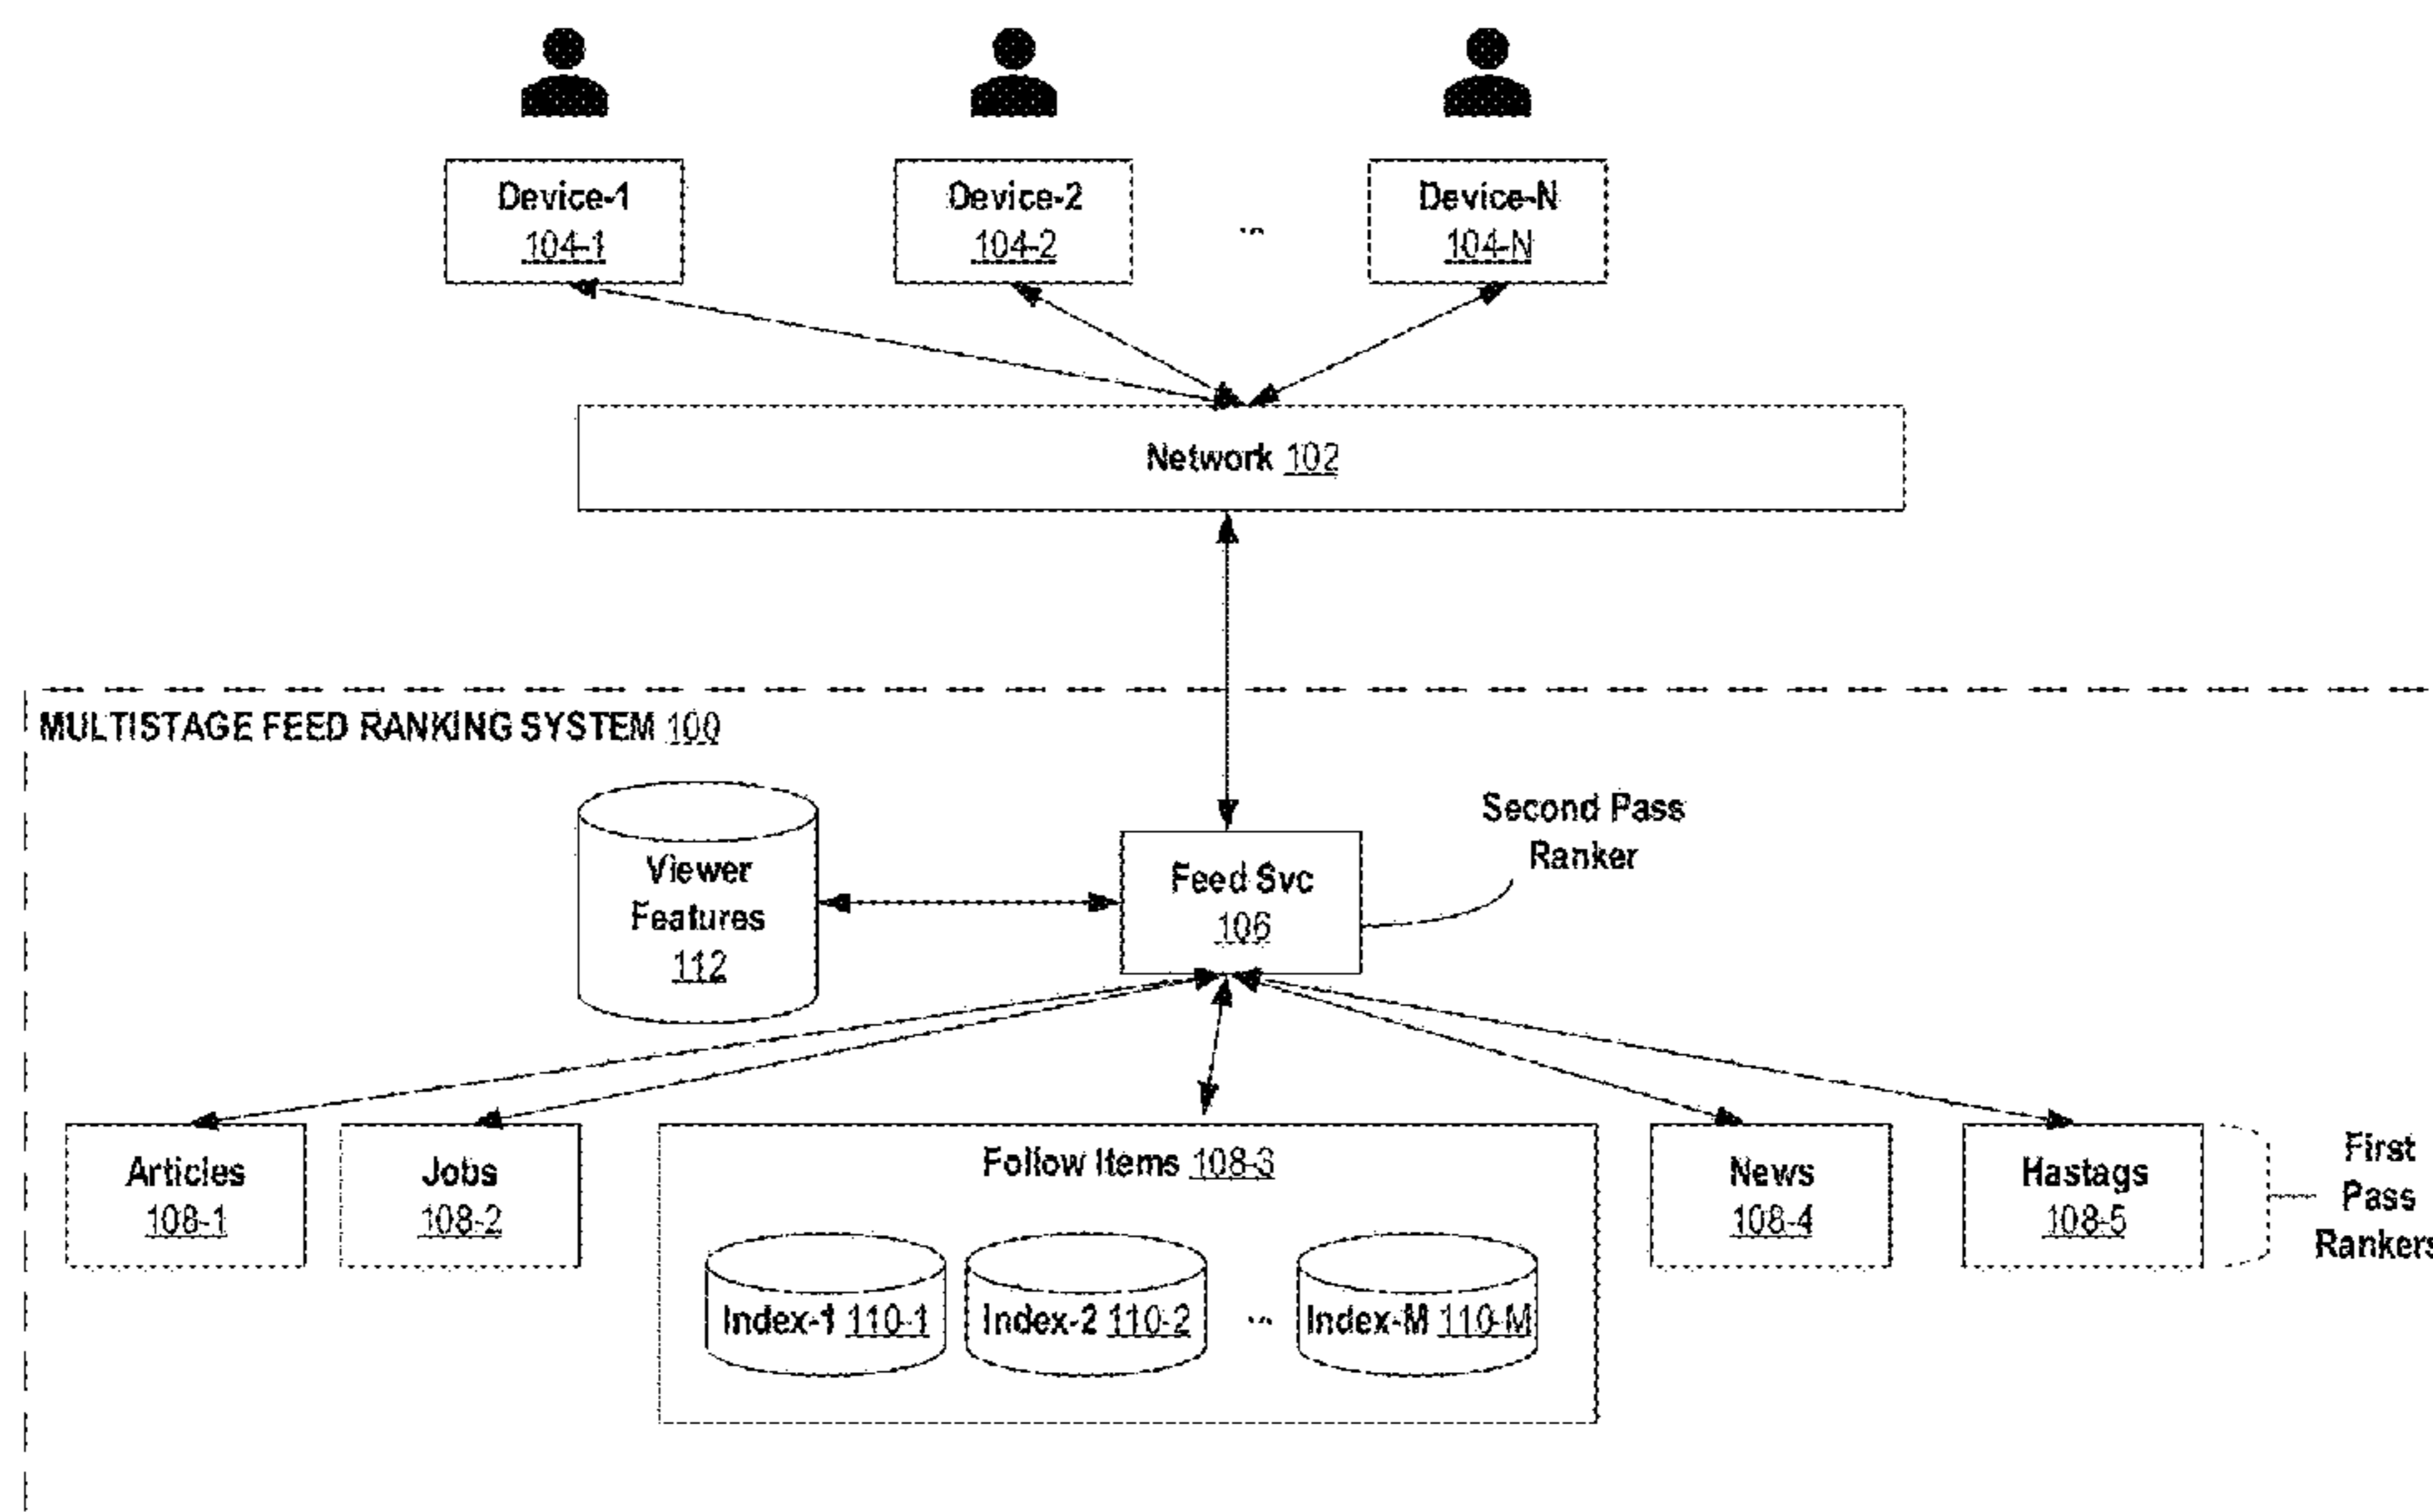 Device-1
104-1
Device-2
104-2
...
Device-N
104-N
Network 102
MULTISTAGE FEED RANKING SYSTEM 100
Viewer
Features
112
Feed Svc
106
Second Pass
Ranker
Articles
108-1
Jobs
108-2
Follow Items 108-3
Index-1 110-1
Index-2 110-2
...
Index-M 110-M
News
108-4
Hastags
108-5
First
Pass
Rankers